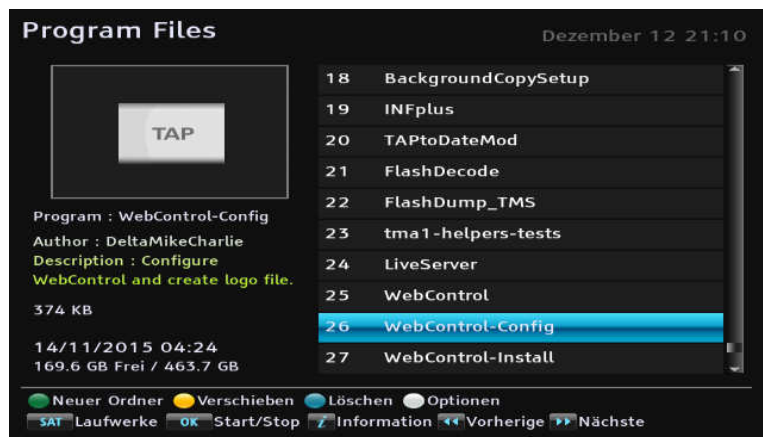 Program Files
Dezember 12 21:10
TAP
Program : WebControl-Config
Author : DeltaMikeCharlie
Description : Configure
WebControl and create logo file.
374 KB
14/11/2015 04:24
169.6 GB Frei / 463.7 GB
18 BackgroundCopySetup
19 INFplus
20 TAPtoDateMod
21 FlashDecode
22 FlashDump_TMS
23 tma1-helpers-tests
24 LiveServer
25 WebControl
26 WebControl-Config
27 WebControl-Install
Neuer Ordner Verschieben Löschen Optionen
SAT Laufwerke OK Start/Stop i Information Vorherige Nächste